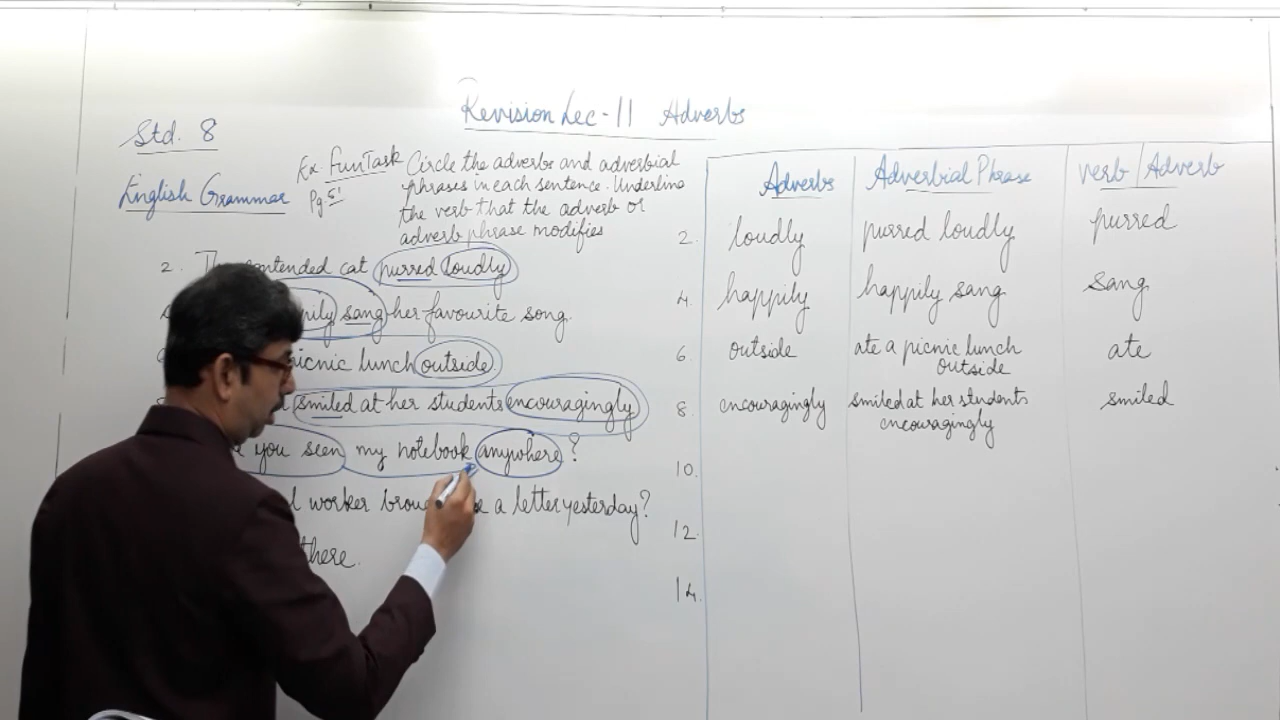 Revision Lec-11 Adverbs
Std. 8
English Grammar
Ex Fun Task Circle the adverbs and adverbial
Pg 51 phrases in each sentence. Underline
the verb that the adverb or
adverb phrase modifies
2. The contended cat purred loudly
sang her favourite song.
picnic lunch outside.
smiled at her students encouragingly
you seen my notebook anywhere?
worker a letter yesterday?
there.
Adverbs Adverbial Phrase verb | Adverb
2. loudly purred loudly purred
4. happily happily sang sang
6. outside ate a picnic lunch ate
outside
8. encouragingly smiled at her students smiled
encouragingly
10.
12.
14.